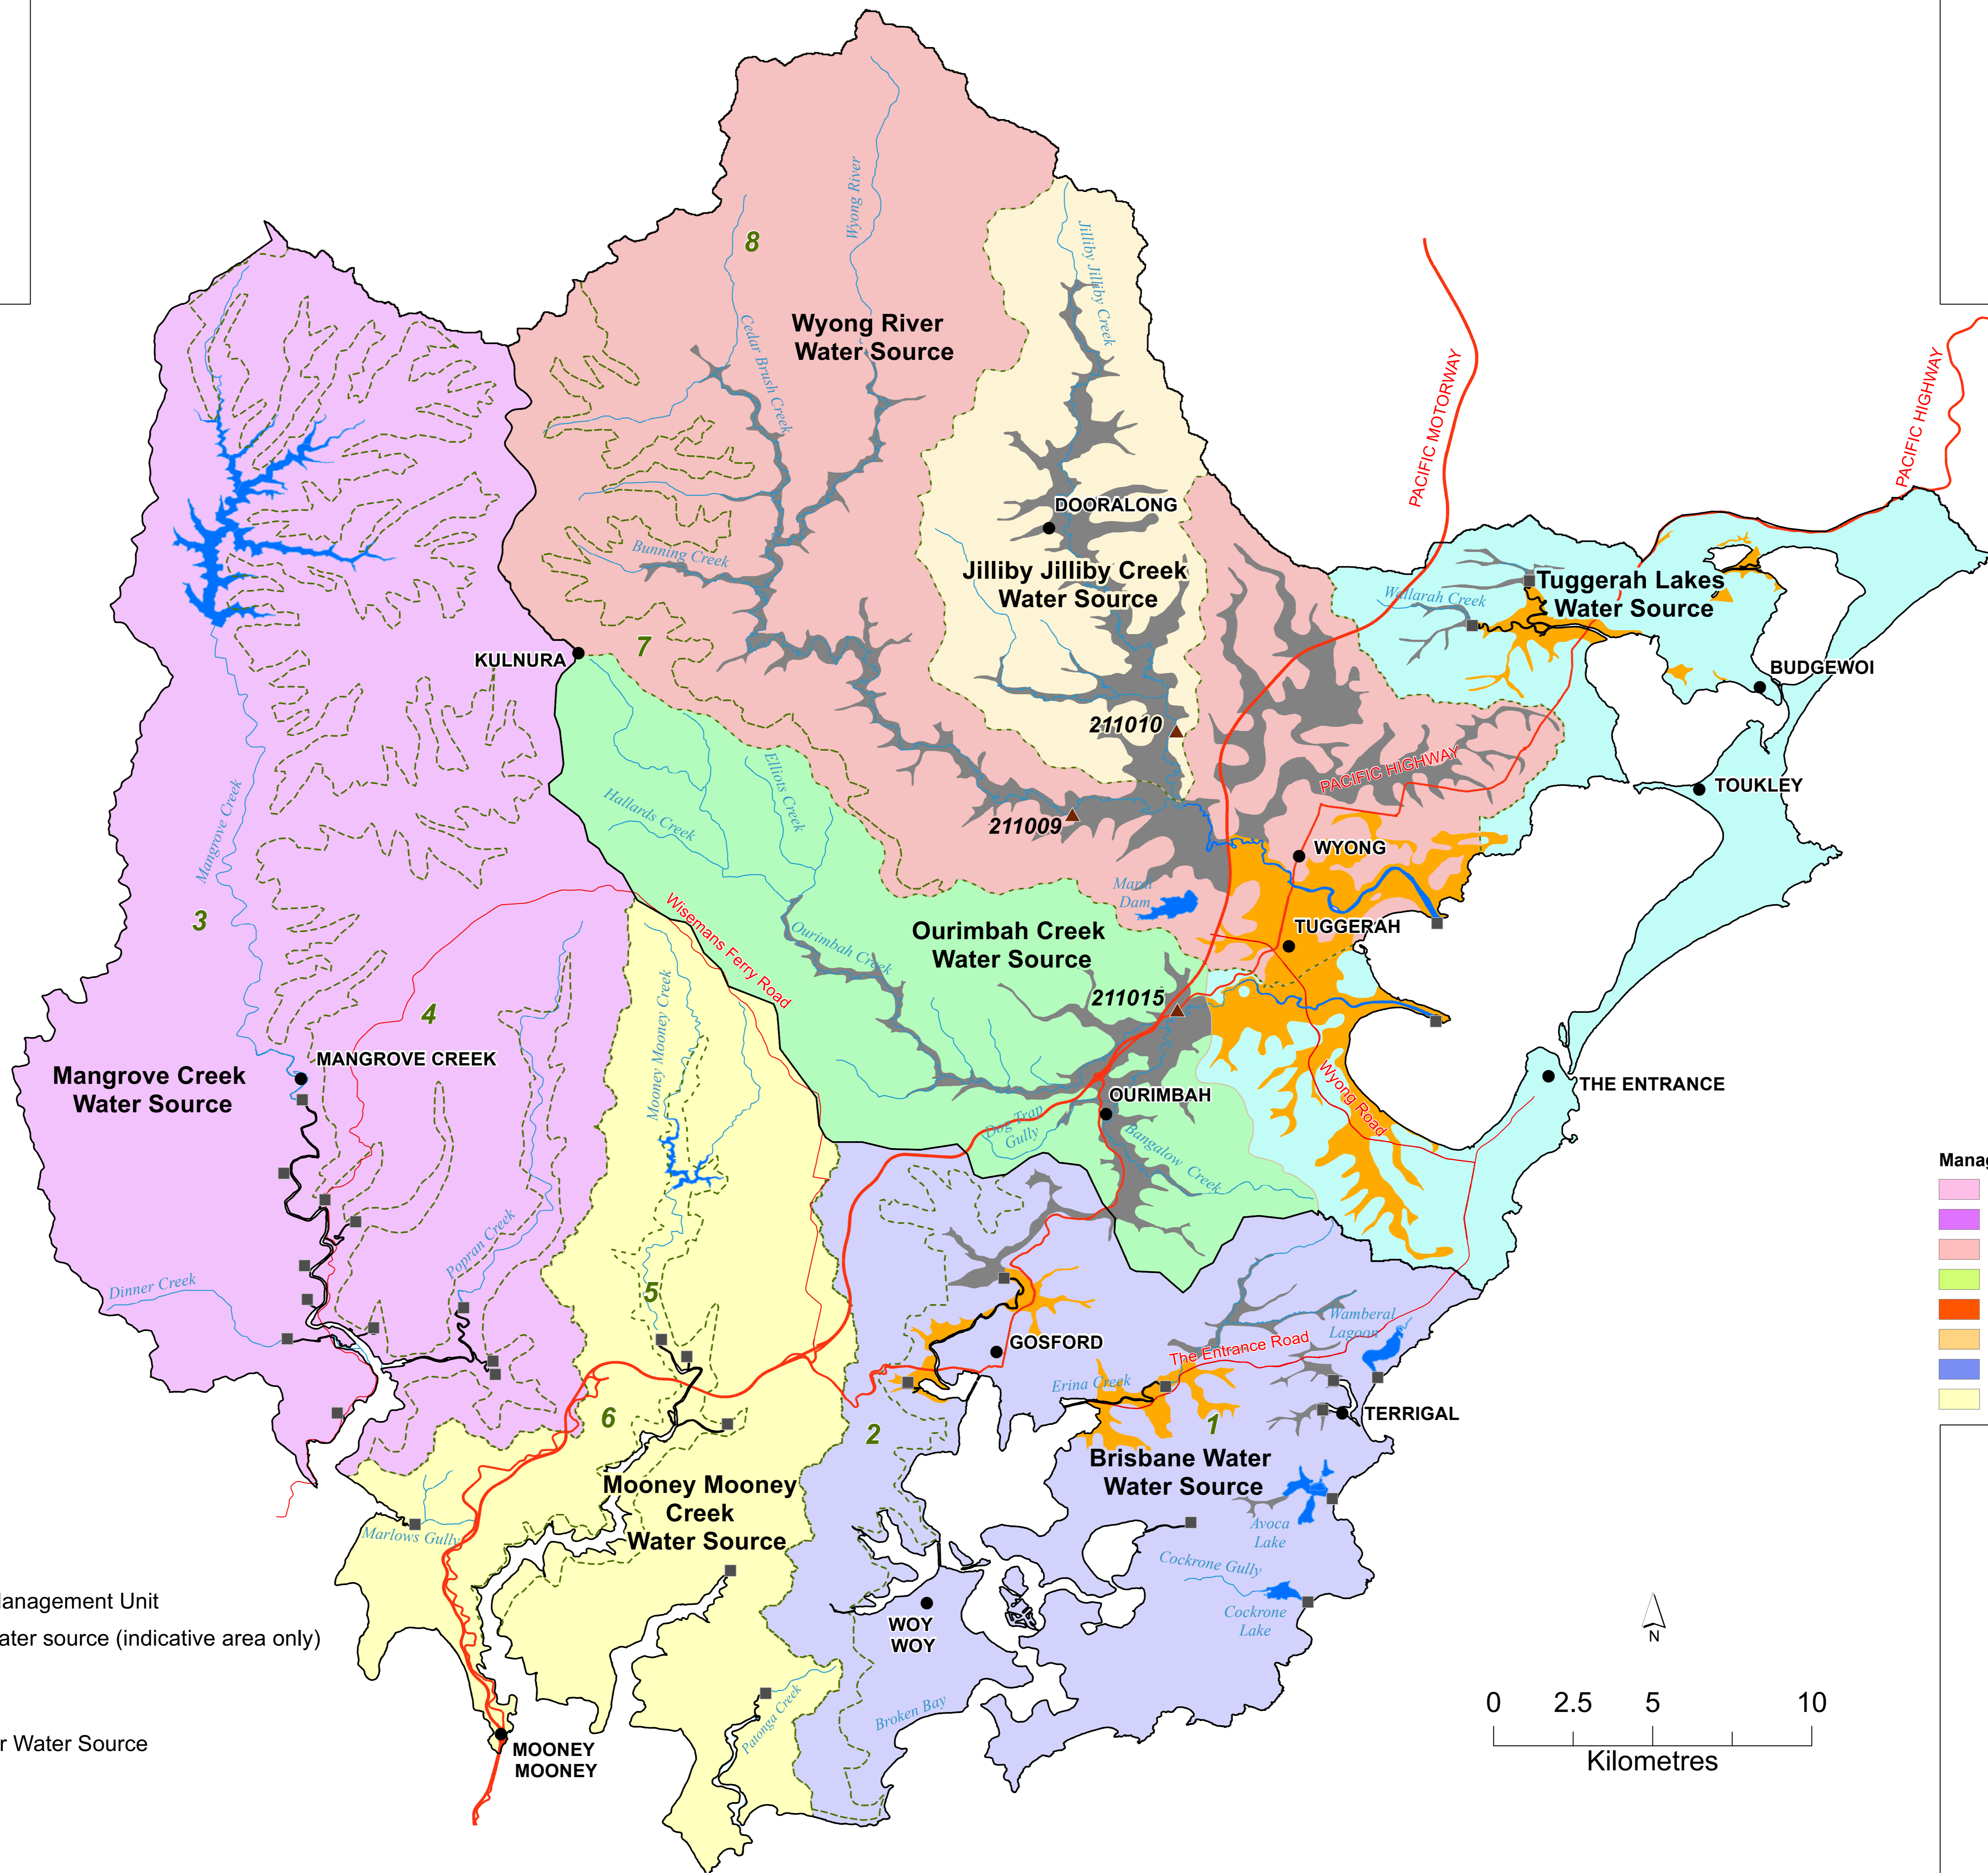 Wyong River
8
Jilliby Jilliby Creek
Cedar Brush Creek
Wyong River
Water Source
PACIFIC MOTORWAY
PACIFIC HIGHWAY
DOORALONG
Bunning Creek
Jilliby Jilliby Creek
Water Source
Tuggerah Lakes
Water Source
Wallarah Creek
7
KULNURA
BUDGEWOI
211010
PACIFIC HIGHWAY
TOUKLEY
Elliots Creek
Hallards Creek
Mangrove Creek
211009
WYONG
Mardi
Dam
3
Wisemans Ferry Road
Ourimbah Creek
Ourimbah Creek
Water Source
TUGGERAH
4
Mooney Mooney Creek
211015
MANGROVE CREEK
Mangrove Creek
Water Source
Wyong Road
THE ENTRANCE
OURIMBAH
Dog Trap
Gully
Bangalow Creek
Manag
Popran Creek
Dinner Creek
5
Wamberal
Lagoon
GOSFORD
The Entrance Road
Erina Creek
6
2
1
TERRIGAL
Brisbane Water
Water Source
Mooney Mooney
Creek
Water Source
Marlows Gully
Avoca
Lake
Cockrone Gully
Cockrone
Lake
WOY
WOY
anagement Unit
ater source (indicative area only)
N
Patonga Creek
Broken Bay
0 2.5 5 10
Kilometres
r Water Source
MOONEY
MOONEY